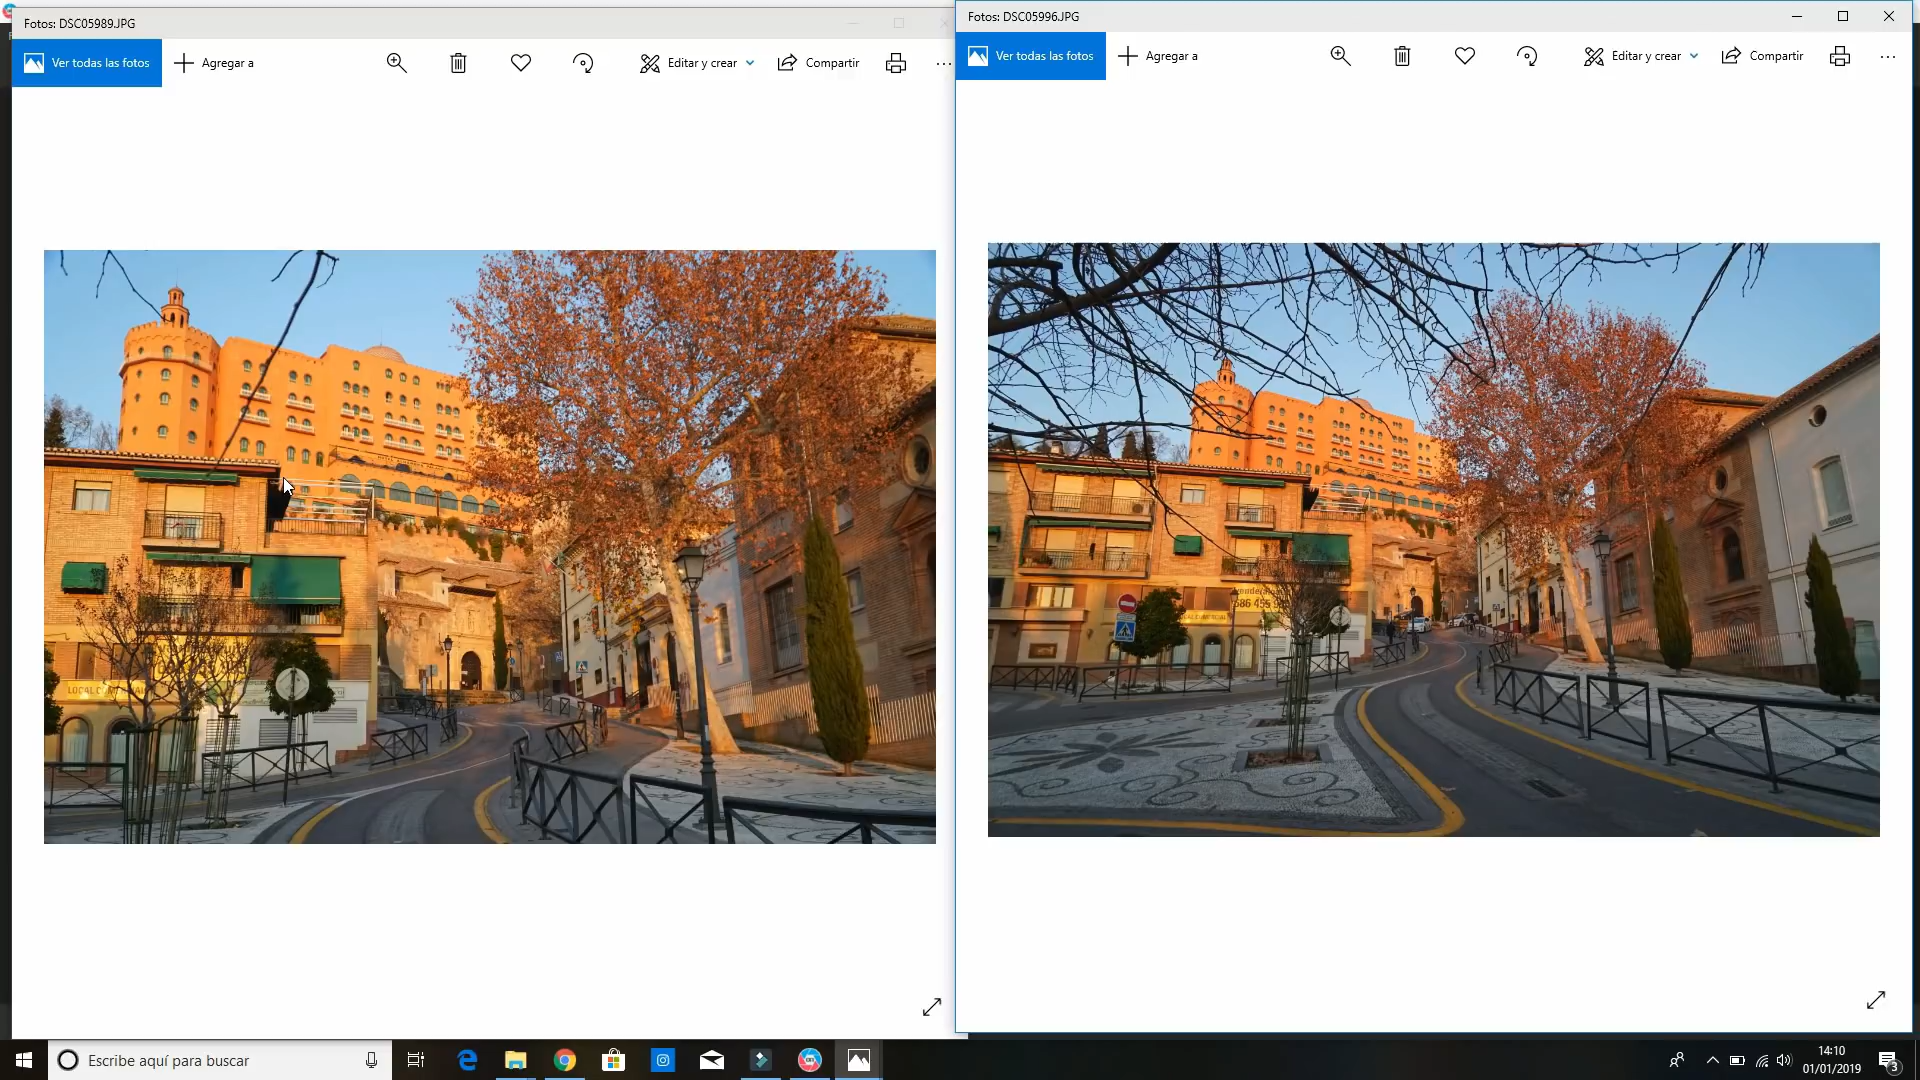 Fotos: DSC05989.JPG
Ver todas las fotos
Agregar a
Editar y crear
Compartir
Fotos: DSC05996.JPG
Ver todas las fotos
Agregar a
Editar y crear
Compartir
Escribe aquí para buscar
14:10
01/01/2019
3